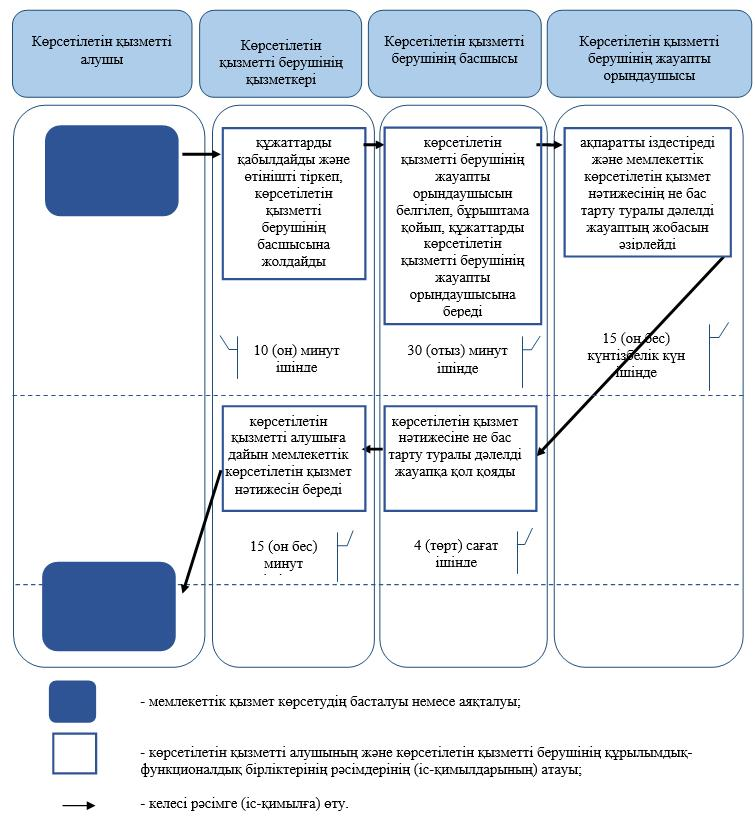 Көрсетілетін қызметті
алушы
Көрсетілетін
қызметті берушінің
қызметкері
Көрсетілетін қызметті
берушінің басшысы
Көрсетілетін қызметті
берушінің жауапты
орындаушысы
құжаттарды
қабылдайды және
өтінішті тіркеп,
көрсетілетін
қызметті
берушінің
басшысына
жолдайды
көрсетілетін
қызметті берушінің
жауапты
орындаушысын
белгілеп, бұрыштама
қойып, құжаттарды
көрсетілетін
қызметті берушінің
жауапты
орындаушысына
береді
ақпаратты іздестіреді
және мемлекеттік
көрсетілетін қызмет
нәтижесінің не бас
тарту туралы дәлелді
жауаптың жобасын
әзірлейді
10 (он) минут
ішінде
30 (отыз) минут
ішінде
15 (он бес)
күнтізбелік күн
ішінде
көрсетілетін
қызметті алушыға
дайын мемлекеттік
көрсетілетін қызмет
нәтижесін береді
көрсетілетін қызмет
нәтижесіне не бас
тарту туралы дәлелді
жауапқа қол қояды
15 (он бес)
минут
4 (төрт) сағат
ішінде
- мемлекеттік қызмет көрсетудің басталуы немесе аяқталуы;
- көрсетілетін қызметті алушының және көрсетілетін қызметті берушінің құрылымдық-
функционалдық бірліктерінің рәсімдерінің (іс-қимылдарының) атауы;
- келесі рәсімге (іс-қимылға) өту.